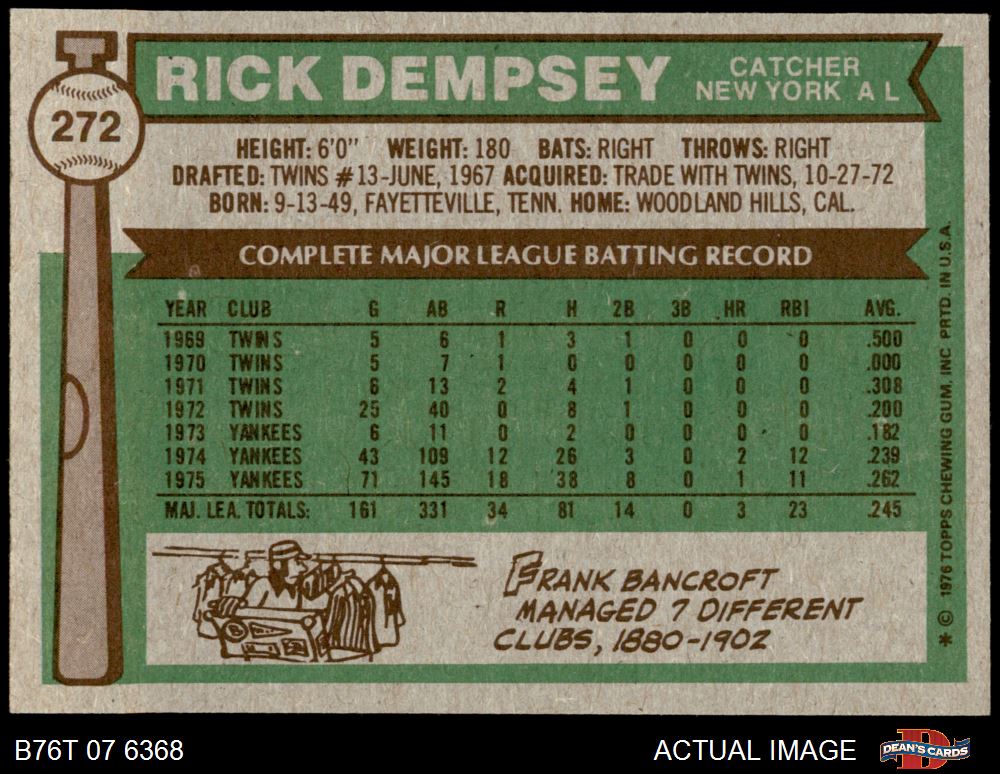 272
RICK DEMPSEY
CATCHER
NEW YORK A L
HEIGHT: 6'0" WEIGHT: 180 BATS: RIGHT THROWS: RIGHT
DRAFTED: TWINS #13-JUNE, 1967 ACQUIRED: TRADE WITH TWINS, 10-27-72
BORN: 9-13-49, FAYETTEVILLE, TENN. HOME: WOODLAND HILLS, CAL.
COMPLETE MAJOR LEAGUE BATTING RECORD
YEAR CLUB G AB R H 2B 3B HR RBI AVG.
1969 TWINS 5 6 1 3 1 0 0 0 .500
1970 TWINS 5 7 1 0 0 0 0 0 .000
1971 TWINS 6 13 2 4 1 0 0 0 .308
1972 TWINS 25 40 0 8 1 0 0 0 .200
1973 YANKEES 6 11 0 2 0 0 0 0 .182
1974 YANKEES 43 109 12 26 3 0 2 12 .239
1975 YANKEES 71 145 18 38 8 0 1 11 .262
MAJ. LEA. TOTALS: 161 331 34 81 14 0 3 23 .245
FRANK BANCROFT
MANAGED 7 DIFFERENT
CLUBS, 1880-1902
* © 1976 TOPPS CHEWING GUM, INC. PRTD. IN U.S.A.
B76T 07 6368
ACTUAL IMAGE
DEAN'S CARDS